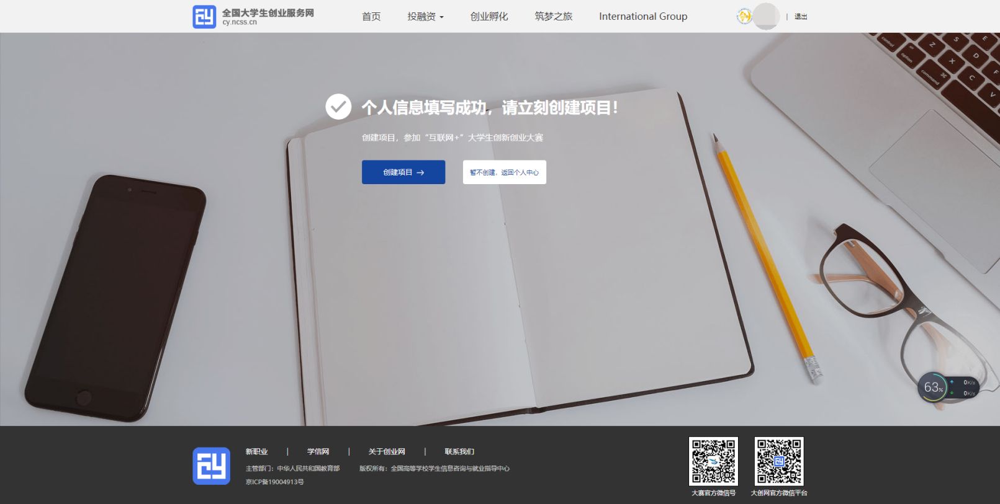 全国大学生创业服务网
cy.ncss.cn
首页 投融资 创业孵化 筑梦之旅 International Group | 退出
个人信息填写成功，请立刻创建项目！
创建项目，参加“互联网+”大学生创新创业大赛
创建项目 → 暂不创建，返回个人中心
control
option
command
Z
X
S
D
C
E
F
V
63%
0K/s
0K/s
新职业 | 学信网 | 关于创业网 | 联系我们
主管部门：中华人民共和国教育部 版权所有：全国高等学校学生信息咨询与就业指导中心
京ICP备19004913号
大赛官方微信号 大创网官方微信平台